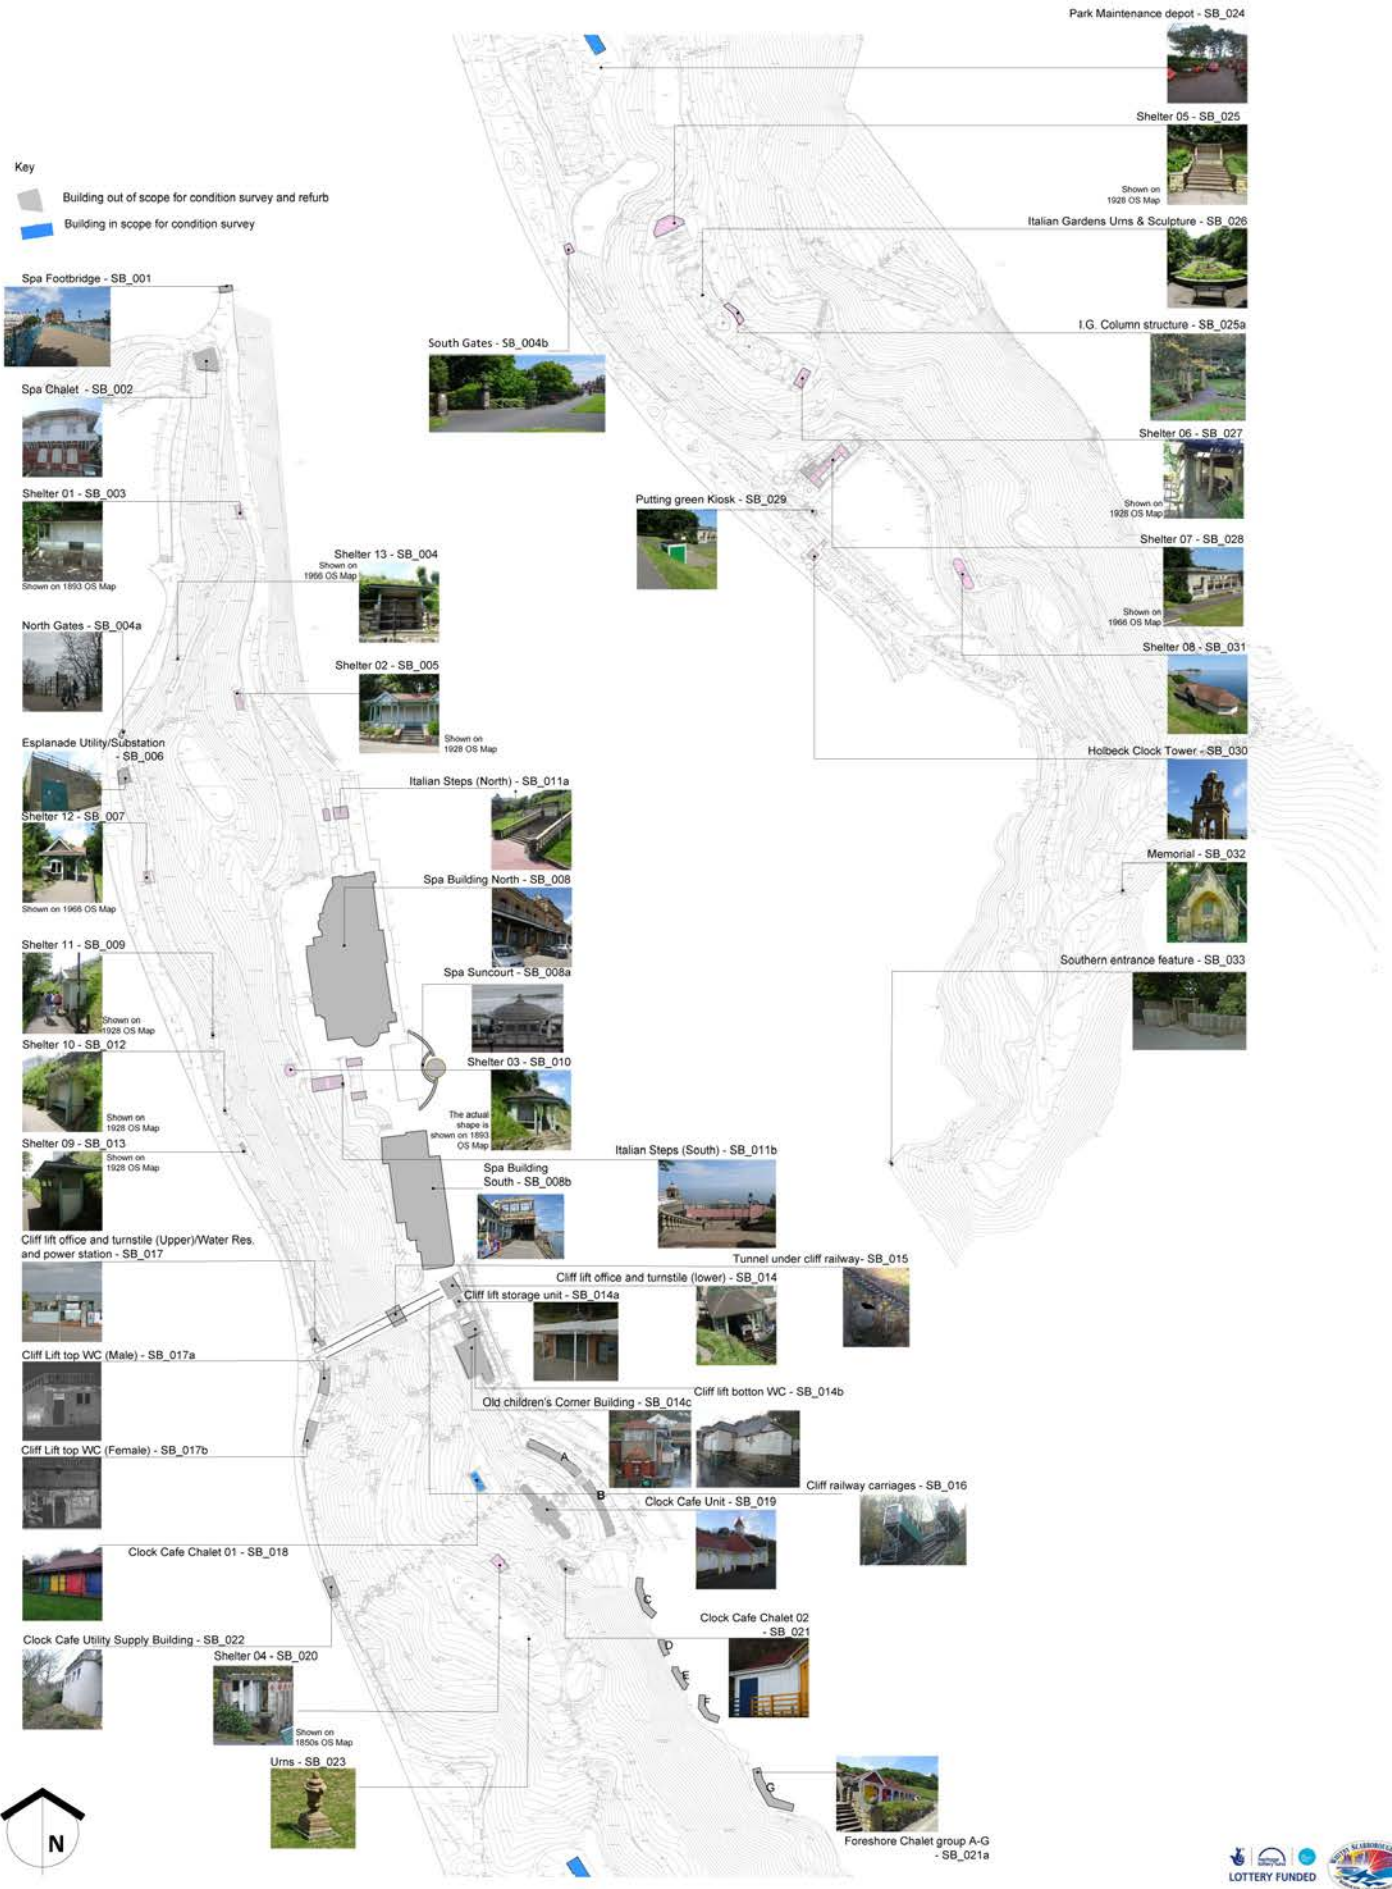 Park Maintenance depot - SB_024
Shelter 05 - SB_025
Shown on
1928 OS Map
Key
Building out of scope for condition survey and refurb
Building in scope for condition survey
Italian Gardens Urns & Sculpture - SB_026
Spa Footbridge - SB_001
I.G. Column structure - SB_025a
South Gates - SB_004b
Spa Chalet - SB_002
Shelter 06 - SB_027
Shown on
1928 OS Map
Shelter 01 - SB_003
Shown on 1893 OS Map
Putting green Kiosk - SB_029
Shelter 07 - SB_028
Shown on
1966 OS Map
Shelter 13 - SB_004
Shown on
1966 OS Map
North Gates - SB_004a
Shelter 08 - SB_031
Shelter 02 - SB_005
Shown on
1928 OS Map
Esplanade Utility/Substation
- SB_006
Holbeck Clock Tower - SB_030
Italian Steps (North) - SB_011a
Shelter 12 - SB_007
Shown on 1966 OS Map
Memorial - SB_032
Spa Building North - SB_008
Shelter 11 - SB_009
Shown on
1928 OS Map
Southern entrance feature - SB_033
Spa Suncourt - SB_008a
Shelter 10 - SB_012
Shown on
1928 OS Map
Shelter 03 - SB_010
The actual
shape is
shown on 1893
OS Map
Shelter 09 - SB_013
Shown on
1928 OS Map
Italian Steps (South) - SB_011b
Spa Building
South - SB_008b
Cliff lift office and turnstile (Upper)/Water Res.
and power station - SB_017
Tunnel under cliff railway- SB_015
Cliff lift office and turnstile (lower) - SB_014
Cliff lift storage unit - SB_014a
Cliff Lift top WC (Male) - SB_017a
Cliff lift botton WC - SB_014b
Old children's Corner Building - SB_014c
Cliff Lift top WC (Female) - SB_017b
A
B
Cliff railway carriages - SB_016
Clock Cafe Unit - SB_019
Clock Cafe Chalet 01 - SB_018
C
Clock Cafe Chalet 02
- SB_021
Clock Cafe Utility Supply Building - SB_022
D
E
F
Shelter 04 - SB_020
Shown on
1850s OS Map
Urns - SB_023
G
Foreshore Chalet group A-G
- SB_021a
N
LOTTERY FUNDED